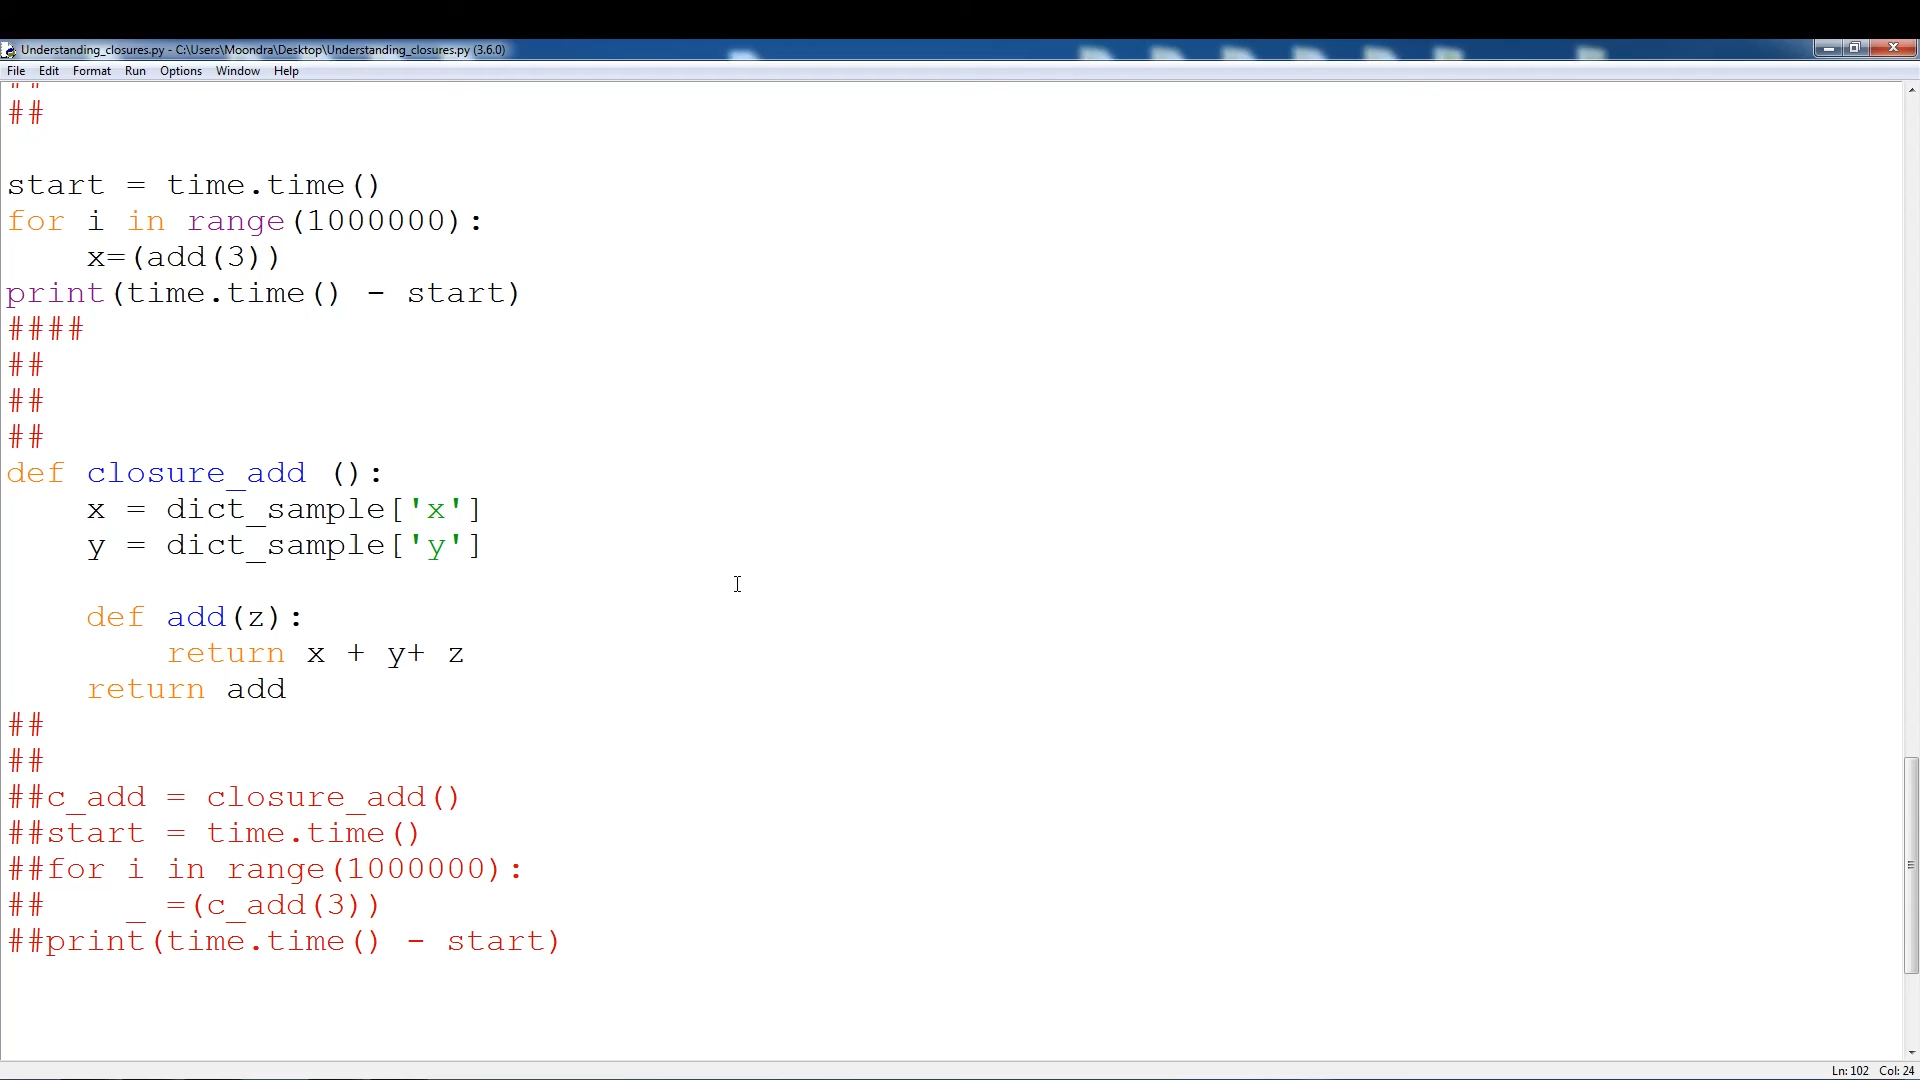 Understanding_closures.py - C:\Users\Moondra\Desktop\Understanding_closures.py (3.6.0)
File Edit Format Run Options Window Help
##
##
start = time.time()
for i in range(1000000):
    x=(add(3))
print(time.time() - start)
####
##
##
##
def closure_add ():
    x = dict_sample['x']
    y = dict_sample['y']
    def add(z):
        return x + y+ z
    return add
##
##
##c_add = closure_add()
##start = time.time()
##for i in range(1000000):
##    _ =(c_add(3))
##print(time.time() - start)
Ln: 102 Col: 24